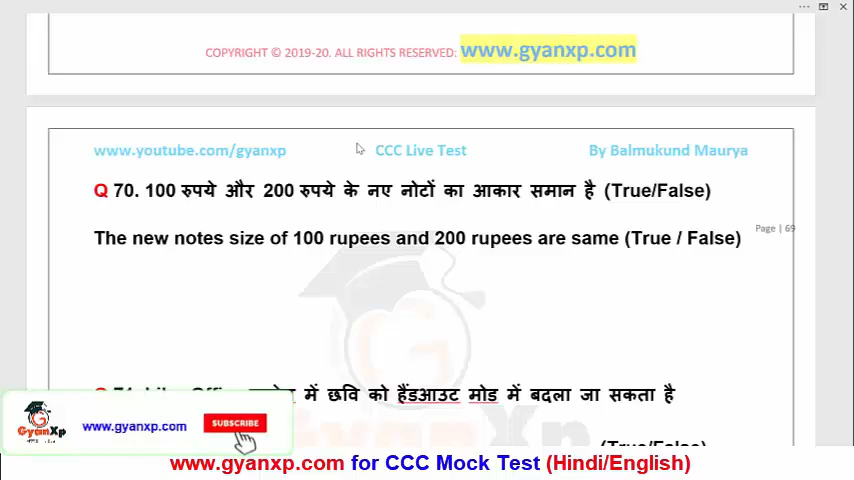 COPYRIGHT © 2019-20. ALL RIGHTS RESERVED: www.gyanxp.com
www.youtube.com/gyanxp CCC Live Test By Balmukund Maurya
Q 70. 100 रुपये और 200 रुपये के नए नोटों का आकार समान है (True/False)
Page | 69
The new notes size of 100 rupees and 200 rupees are same (True / False)
में छवि को हैंडआउट मोड में बदला जा सकता है
(True/False)
GyanXp
www.gyanxp.com SUBSCRIBE
www.gyanxp.com for CCC Mock Test (Hindi/English)